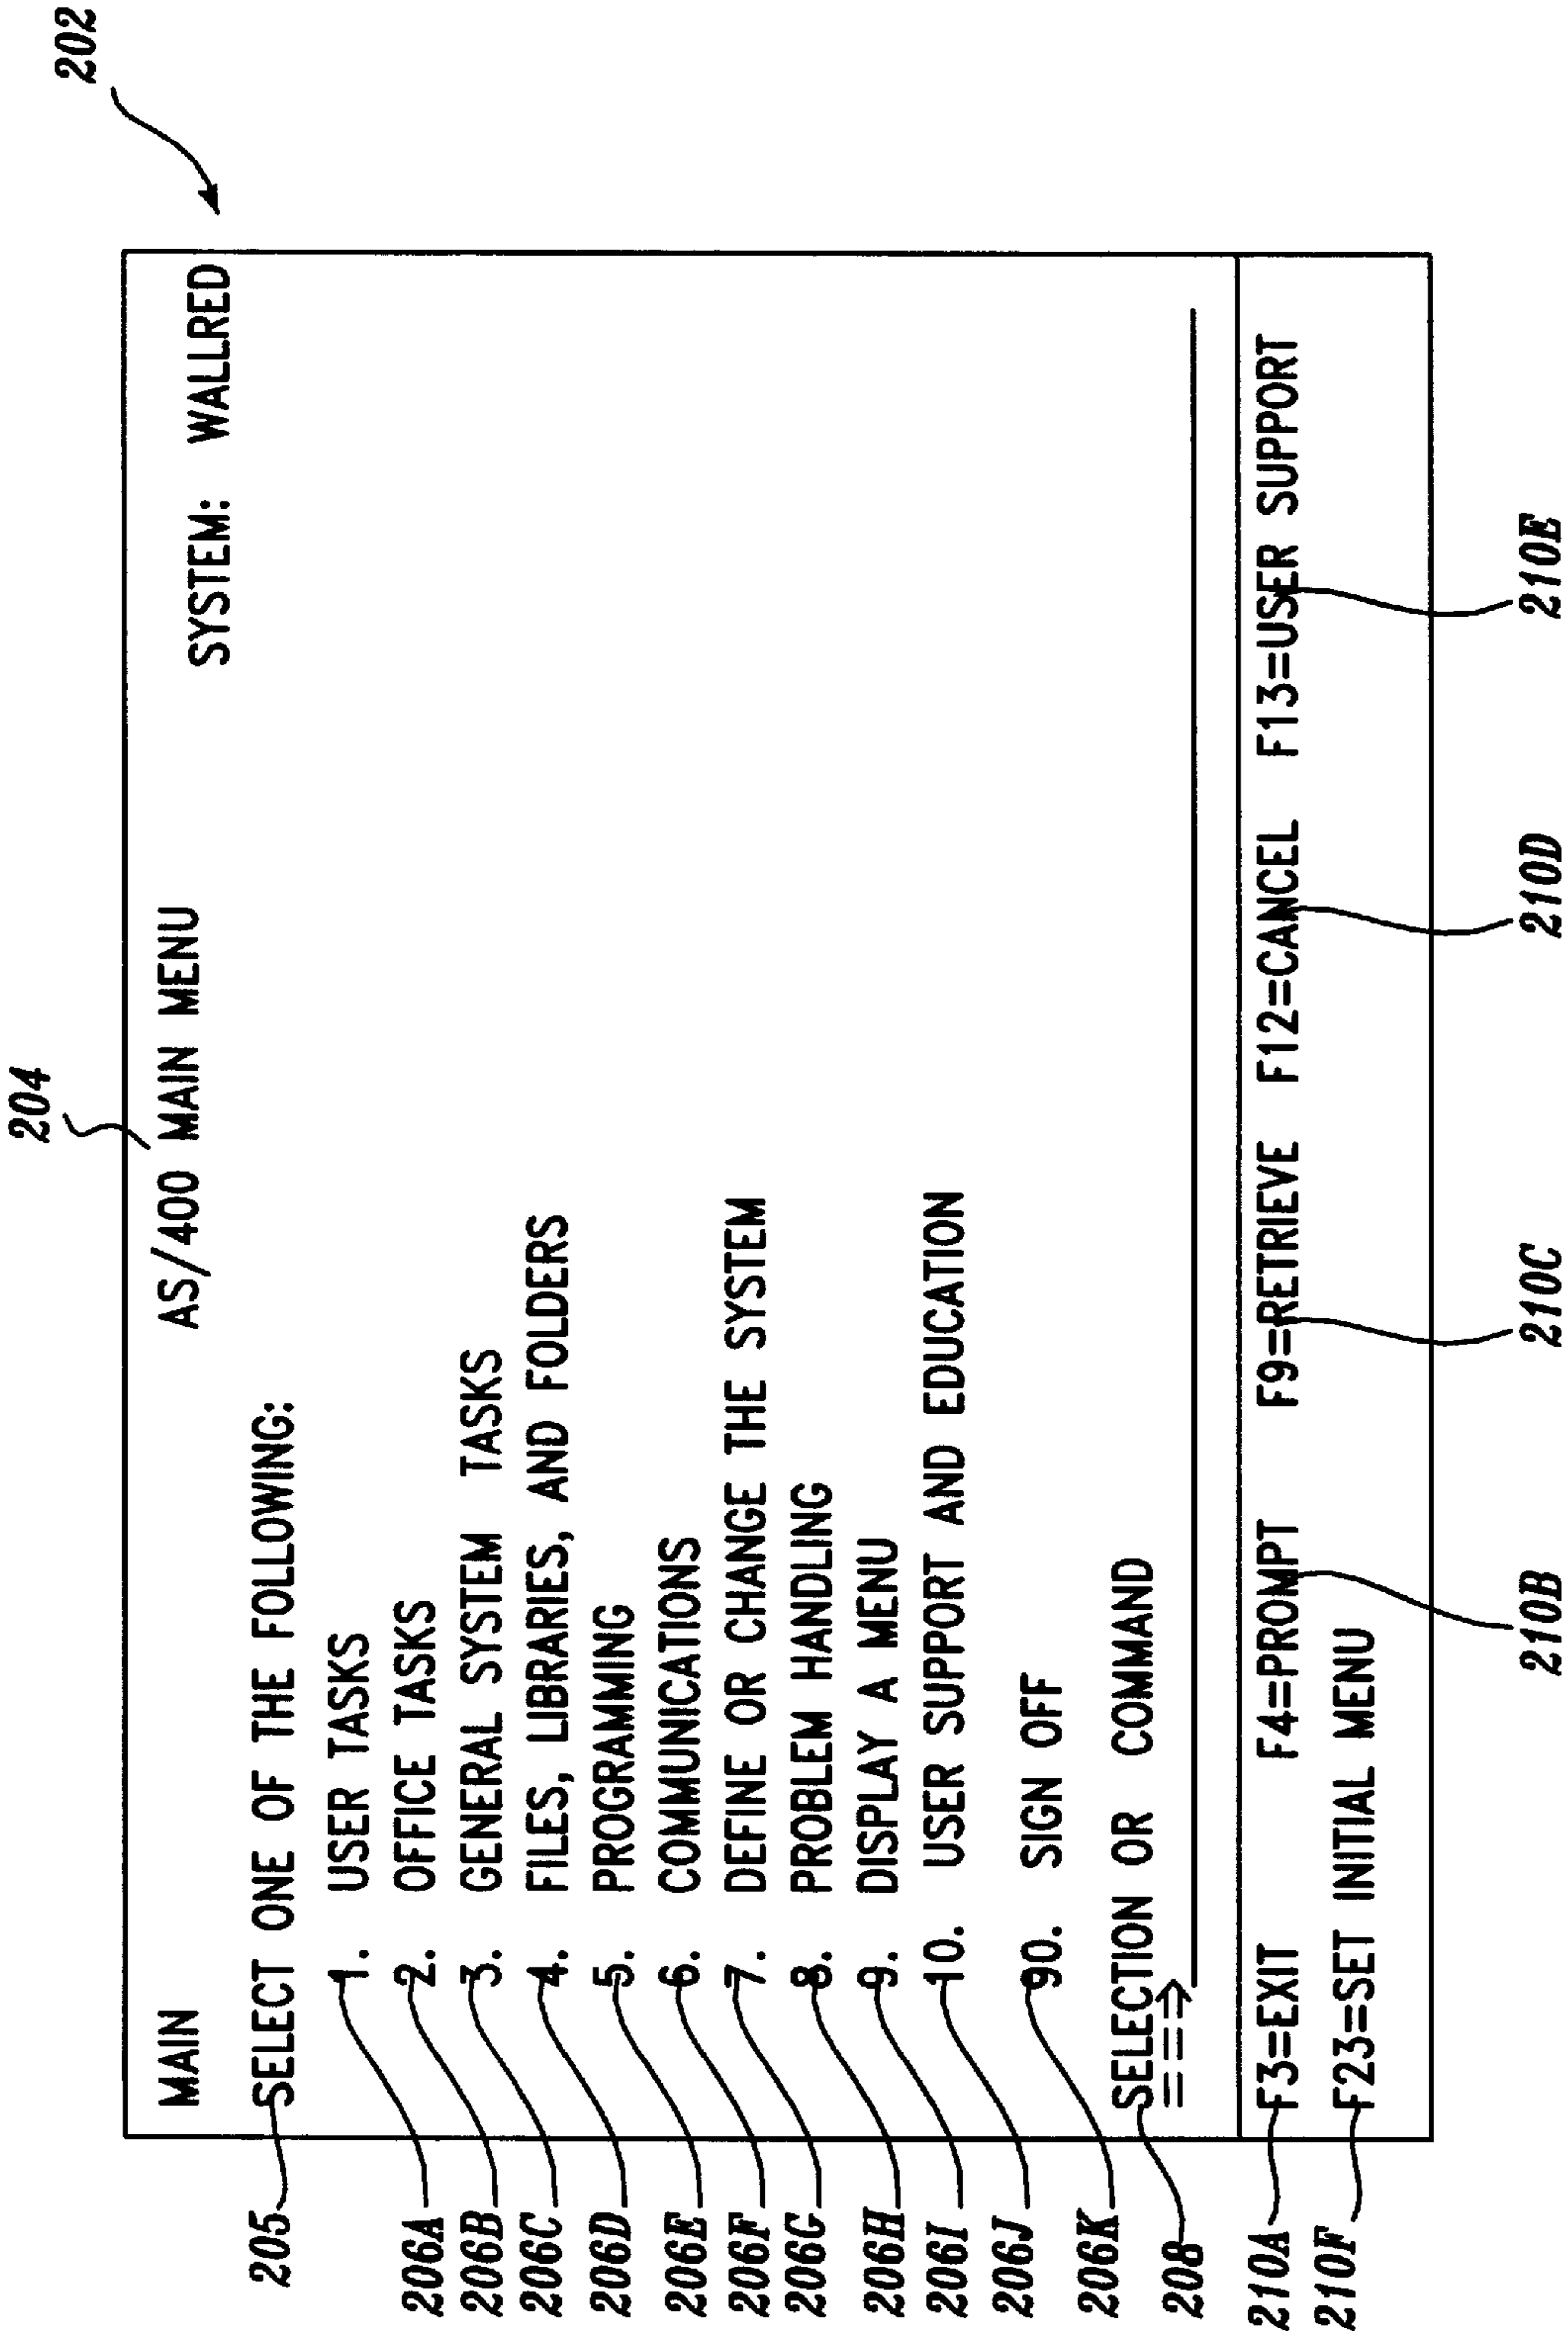 202
204
AS/400 MAIN MENU
MAIN
SYSTEM: WALLRED
205
SELECT ONE OF THE FOLLOWING:
206A
1. USER TASKS
206B
2. OFFICE TASKS
206C
3. GENERAL SYSTEM TASKS
206D
4. FILES, LIBRARIES, AND FOLDERS
206E
5. PROGRAMMING
206F
6. COMMUNICATIONS
206G
7. DEFINE OR CHANGE THE SYSTEM
206H
8. PROBLEM HANDLING
206I
9. DISPLAY A MENU
206J
10. USER SUPPORT AND EDUCATION
206K
90. SIGN OFF
208
SELECTION OR COMMAND
===>
210A
F3=EXIT F4=PROMPT F9=RETRIEVE F12=CANCEL F13=USER SUPPORT
210F
F23=SET INITIAL MENU
210B
210C
210D
210E